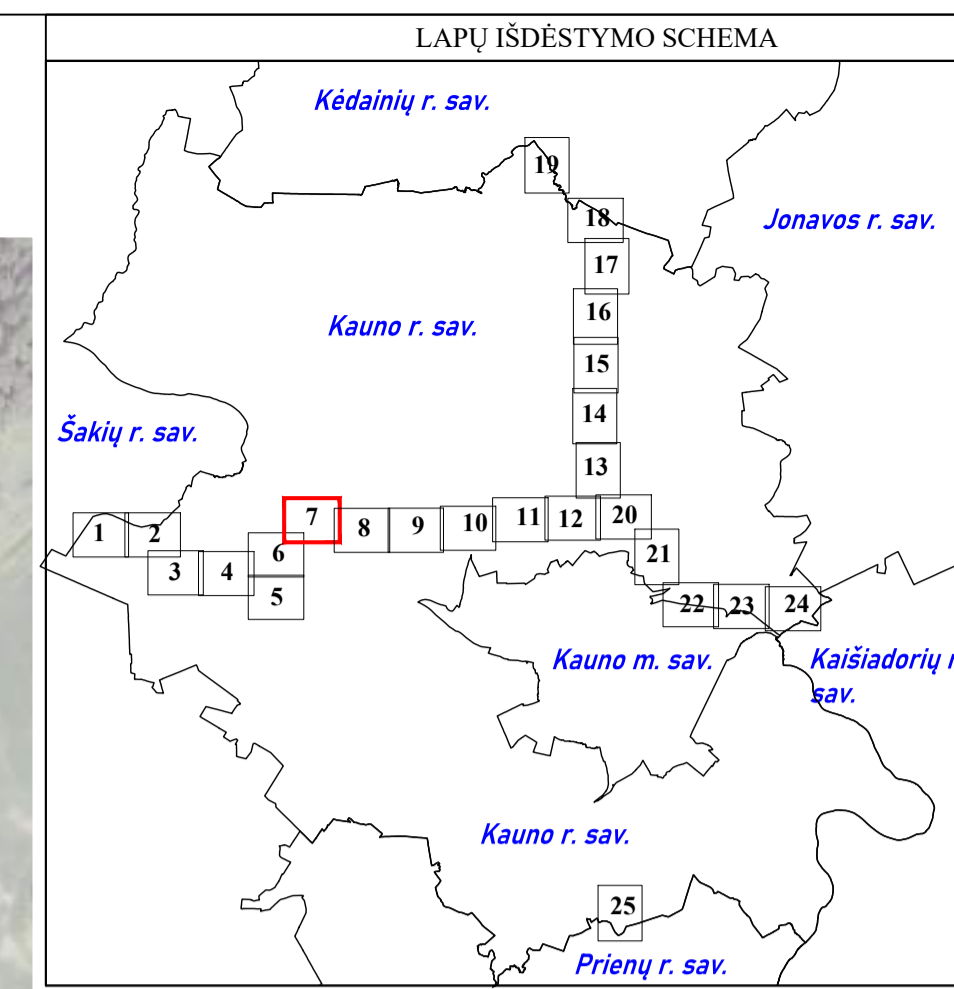 LAPŲ IŠDĖSTYMO SCHEMA
Kėdainių r. sav.
19
18
Jonavos r. sav.
17
16
Kauno r. sav.
15
14
Šakių r. sav.
13
7
8
9
10
11
12
20
1
2
6
21
3
4
5
22
23
24
Kauno m. sav.
Kaišiadorių r
sav.
Kauno r. sav.
25
Prienų r. sav.